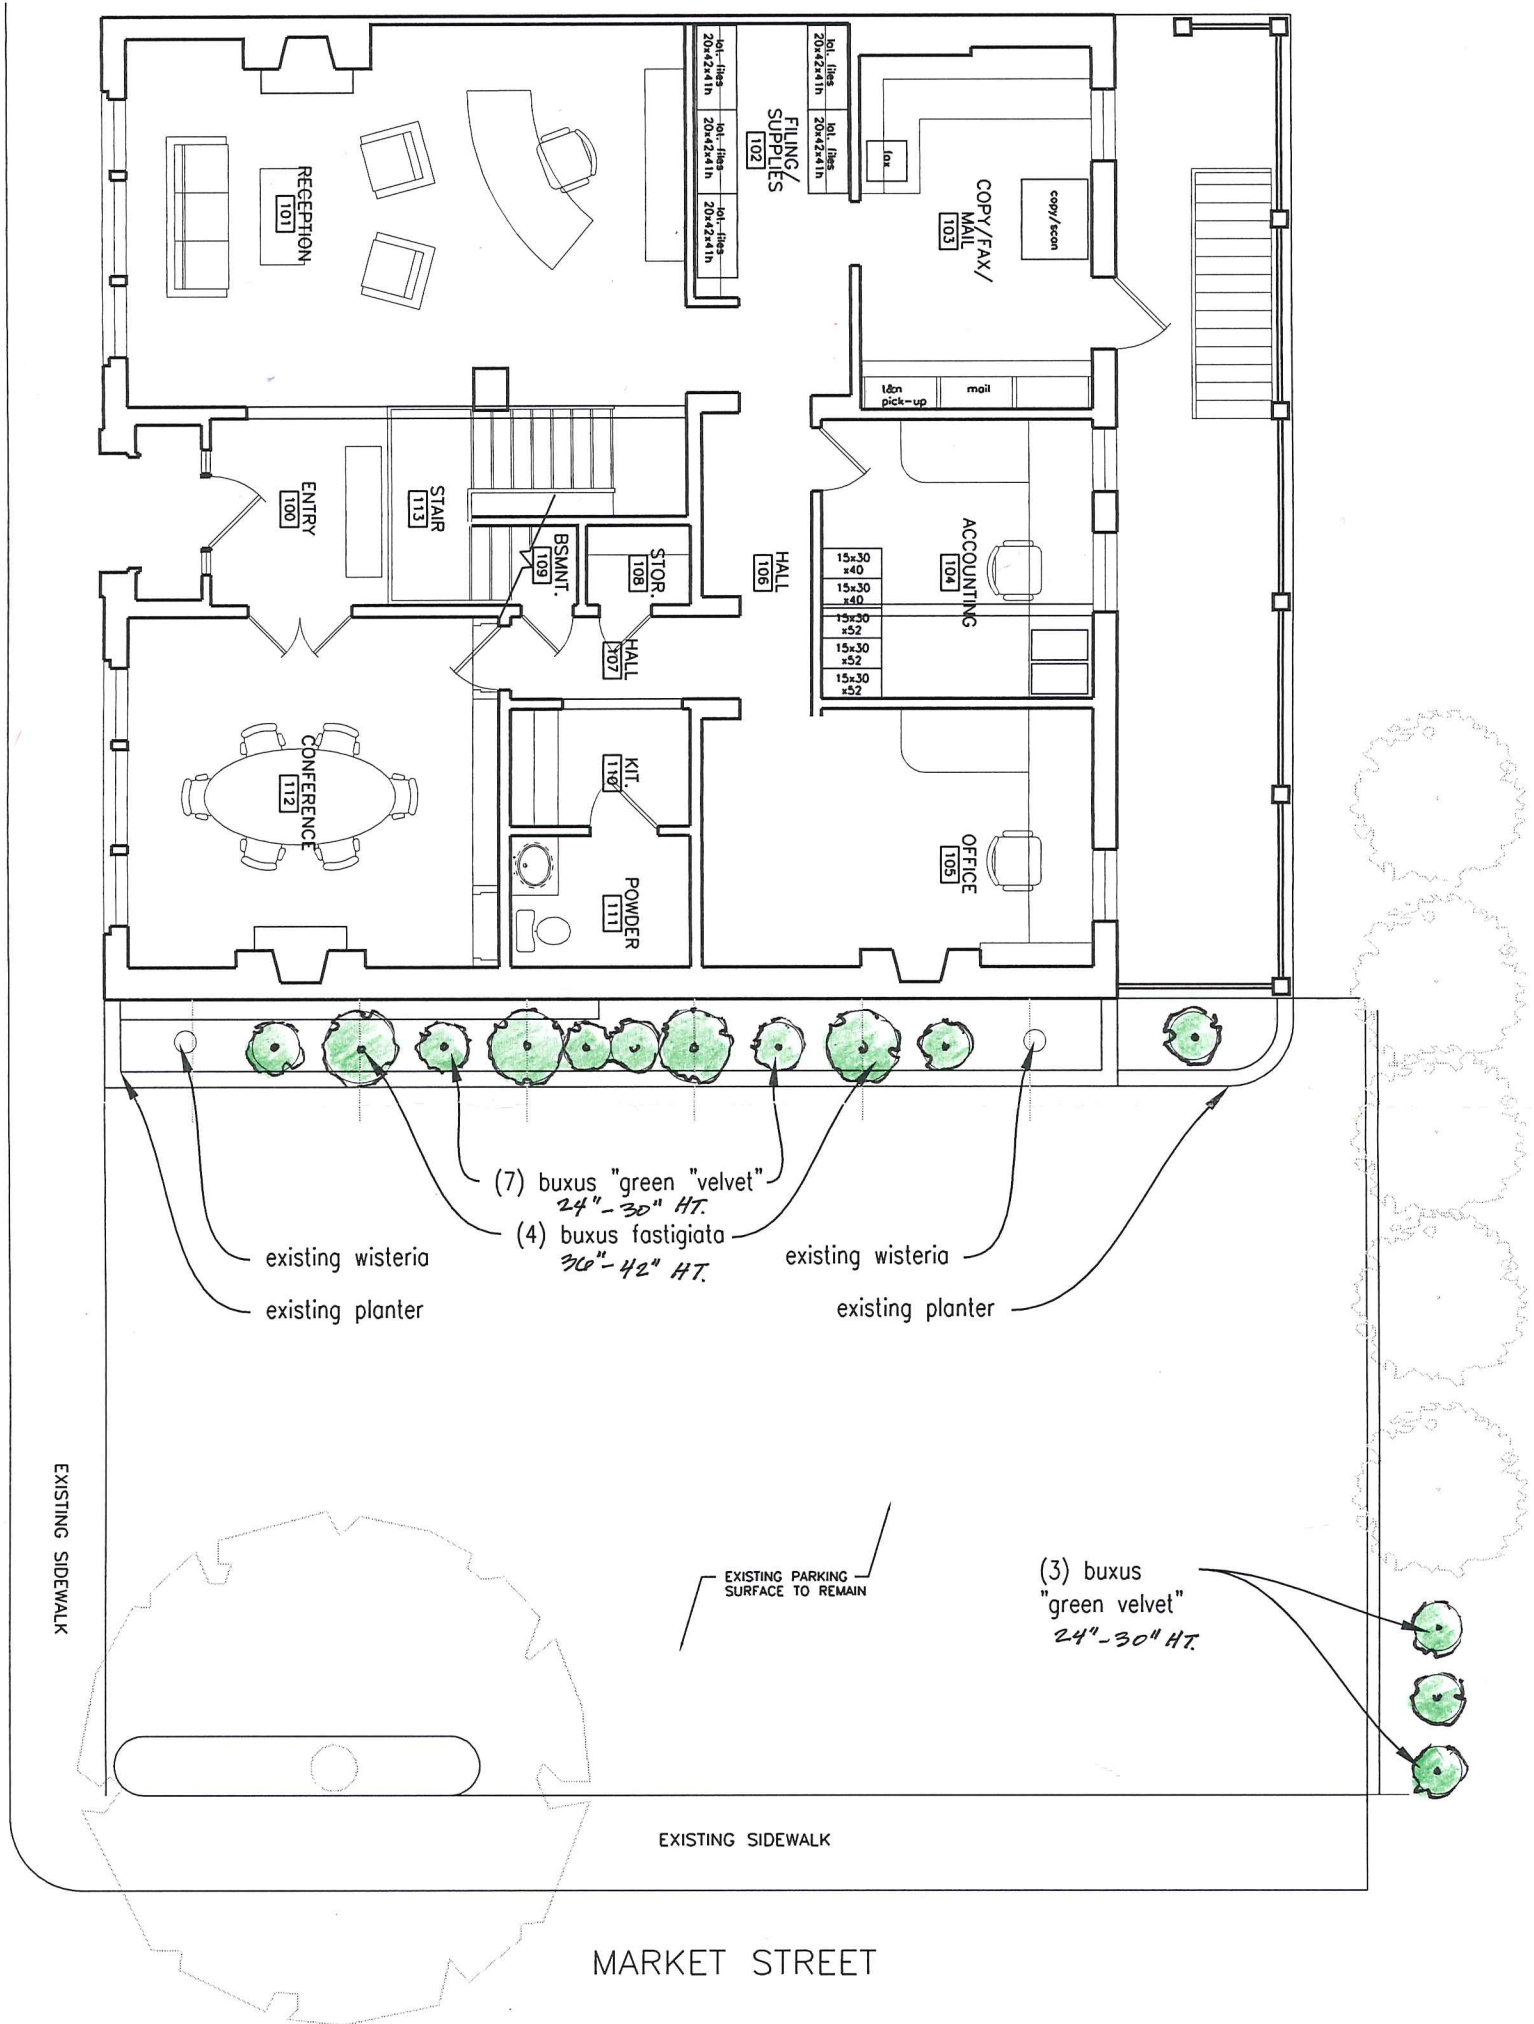 lat. files
20x42x41h
lat. files
20x42x41h
lat. files
20x42x41h
lat. files
20x42x41h
lat. files
20x42x41h
FILING/
SUPPLIES
102
fax
COPY/FAX/
MAIL
103
copy/scan
RECEPTION
101
l&n
pick-up
mail
ENTRY
100
STAIR
113
BSMNT.
109
STOR.
108
HALL
106
ACCOUNTING
104
15x30
x40
15x30
x40
15x30
x52
15x30
x52
15x30
x52
HALL
107
CONFERENCE
112
KIT.
110
POWDER
111
OFFICE
105
(7) buxus "green "velvet"
24"-30" HT.
(4) buxus fastigiata
36"-42" HT.
existing wisteria
existing planter
existing wisteria
existing planter
EXISTING SIDEWALK
EXISTING PARKING
SURFACE TO REMAIN
(3) buxus
"green velvet"
24"-30" HT.
EXISTING SIDEWALK
MARKET STREET